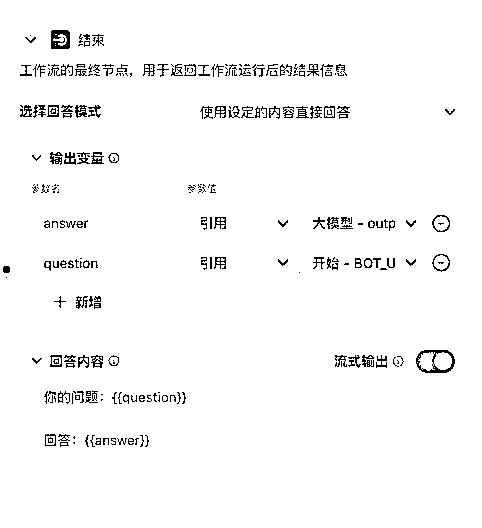 结束
工作流的最终节点，用于返回工作流运行后的结果信息
选择回答模式 使用设定的内容直接回答
输出变量
参数名 参数值
answer 引用 大模型 - outp
question 引用 开始 - BOT_U
+ 新增
回答内容 流式输出
你的问题：{{question}}
回答：{{answer}}